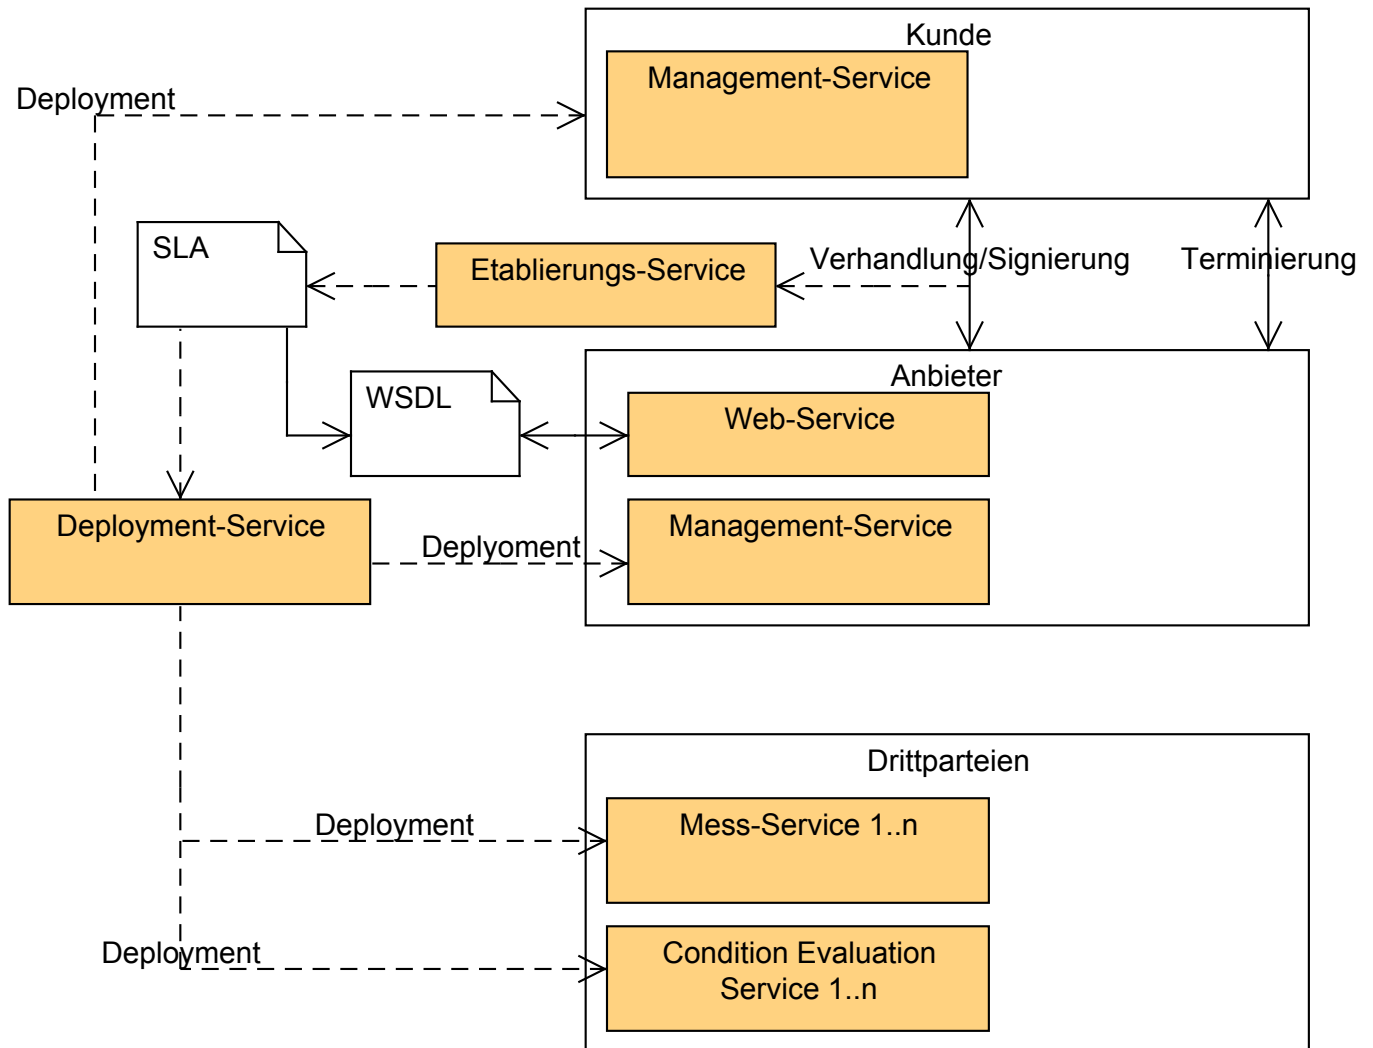 Kunde
Management-Service
Deployment
SLA
Etablierungs-Service
Verhandlung/Signierung
Terminierung
Anbieter
WSDL
Web-Service
Deployment-Service
Management-Service
Deplyoment
Drittparteien
Mess-Service 1..n
Deployment
Deployment
Condition Evaluation
Service 1..n